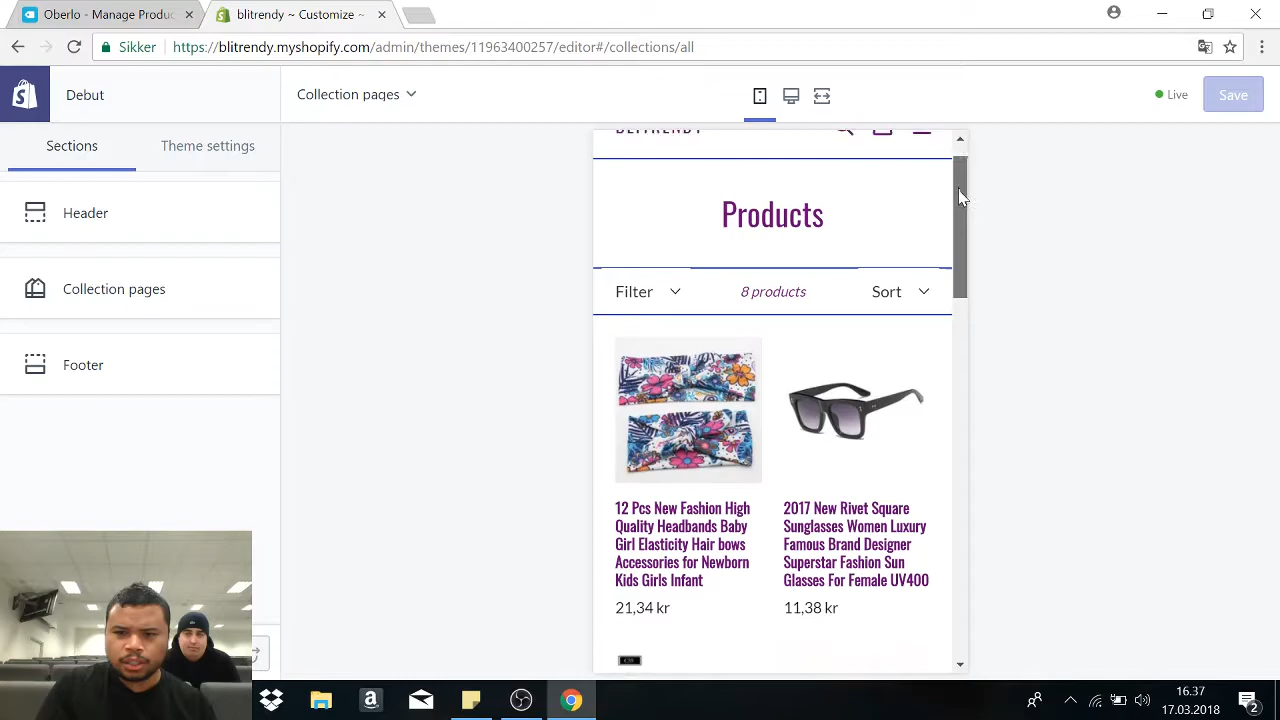 Oberlo - Manage Produc
blitrendy ~ Customize ~
Sikker
https://blitrendy.myshopify.com/admin/themes/11963400257/editor#/collections/all
Debut
Collection pages
Live
Save
Sections
Theme settings
Header
Collection pages
Footer
BLITRENDY
Products
Filter
8 products
Sort
12 Pcs New Fashion High
Quality Headbands Baby
Girl Elasticity Hair bows
Accessories for Newborn
Kids Girls Infant
21,34 kr
2017 New Rivet Square
Sunglasses Women Luxury
Famous Brand Designer
Superstar Fashion Sun
Glasses For Female UV400
11,38 kr
16.37
17.03.2018
2